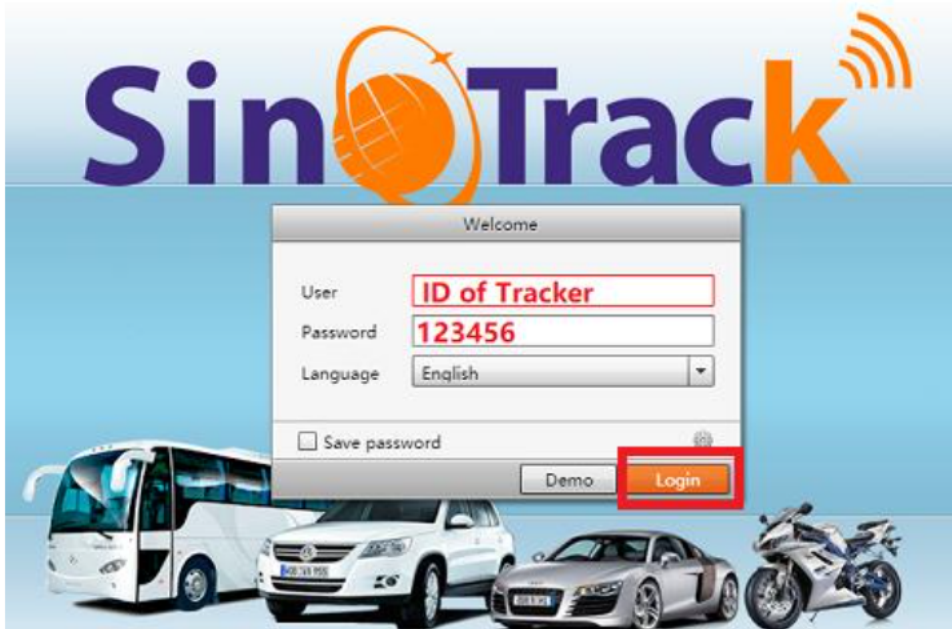 SinoTrack
Welcome
User
ID of Tracker
Password
123456
Language
English
Save password
Demo
Login